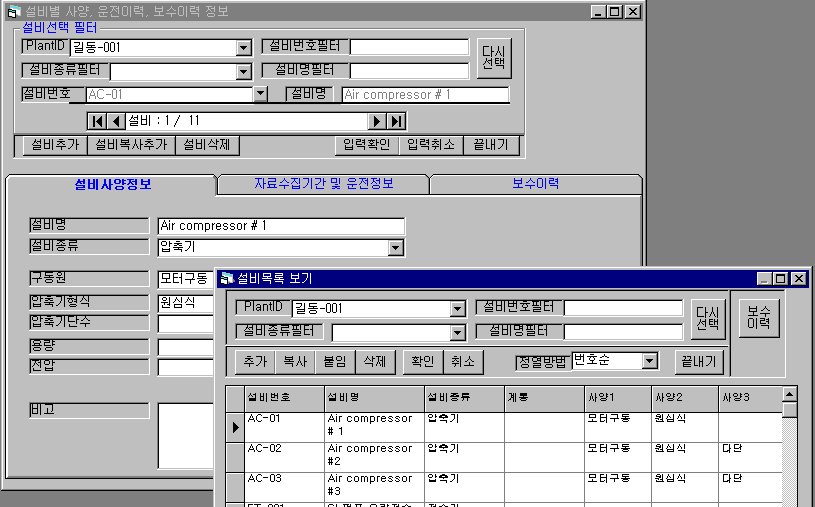 설비별 사양, 운전이력, 보수이력 정보
설비선택 필터
PlantID 길동-001 설비번호필터
설비종류필터 설비명필터
다시 선택
설비번호 AC-01 설비명 Air compressor # 1
설비 : 1 / 11
설비추가 설비복사추가 설비삭제 입력확인 입력취소 끝내기
설비사양정보 자료수집기간 및 운전정보 보수이력
설비명 Air compressor # 1
설비종류 압축기
구동원 모터구동
압축기형식 원심식
압축기단수
용량
전압
비고
설비목록 보기
PlantID 길동-001 설비번호필터
설비종류필터 설비명필터
다시 선택
보수 이력
추가 복사 붙임 삭제 확인 취소 정열방법 번호순 끝내기
설비번호 설비명 설비종류 계통 사양1 사양2 사양3
AC-01 Air compressor # 1 압축기 모터구동 원심식
AC-02 Air compressor #2 압축기 모터구동 원심식 다단
AC-03 Air compressor #3 압축기 모터구동 원심식 다단